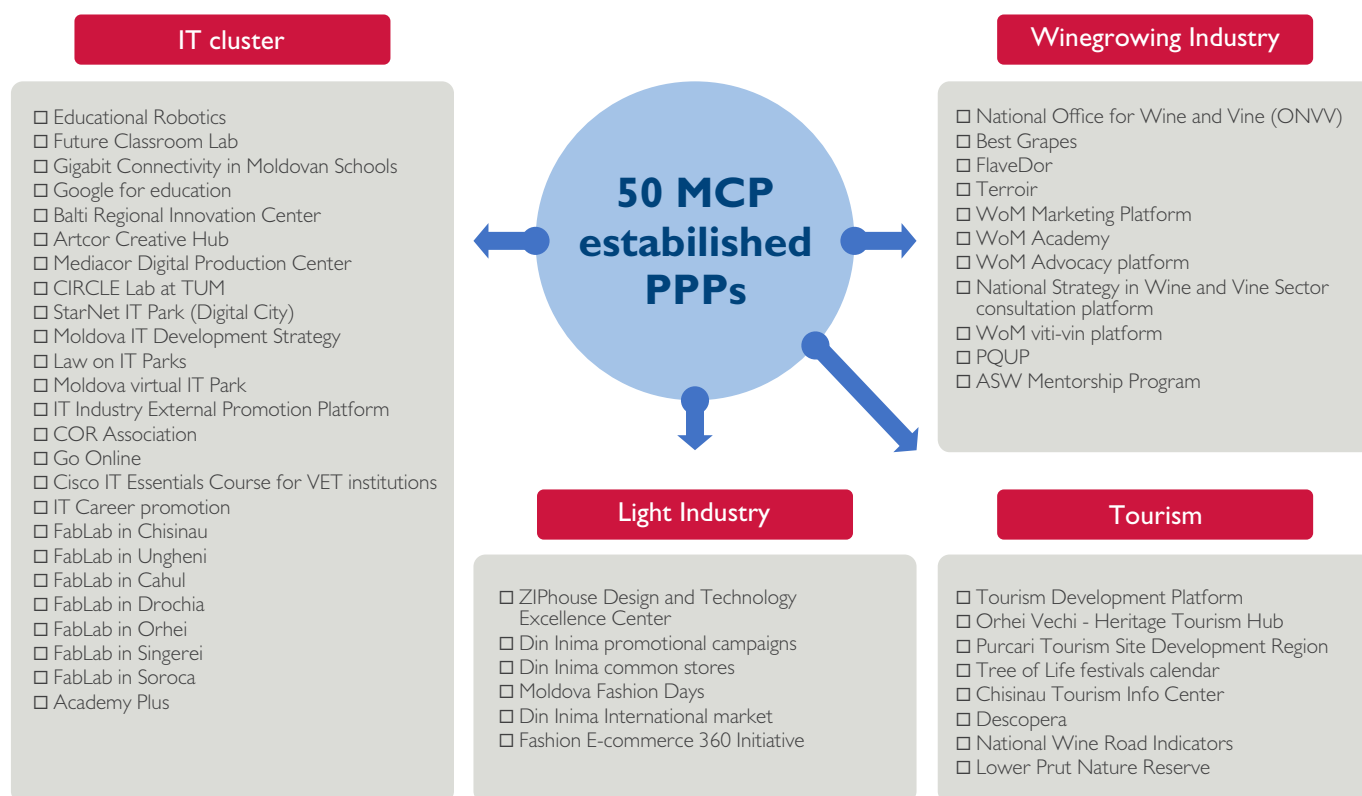 IT cluster
☐ Educational Robotics
☐ Future Classroom Lab
☐ Gigabit Connectivity in Moldovan Schools
☐ Google for education
☐ Balti Regional Innovation Center
☐ Artcor Creative Hub
☐ Mediacor Digital Production Center
☐ CIRCLE Lab at TUM
☐ StarNet IT Park (Digital City)
☐ Moldova IT Development Strategy
☐ Law on IT Parks
☐ Moldova virtual IT Park
☐ IT Industry External Promotion Platform
☐ COR Association
☐ Go Online
☐ Cisco IT Essentials Course for VET institutions
☐ IT Career promotion
☐ FabLab in Chisinau
☐ FabLab in Ungheni
☐ FabLab in Cahul
☐ FabLab in Drochia
☐ FabLab in Orhei
☐ FabLab in Singerei
☐ FabLab in Soroca
☐ Academy Plus
50 MCP
estabilished
PPPs
Winegrowing Industry
☐ National Office for Wine and Vine (ONVV)
☐ Best Grapes
☐ FlaveDor
☐ Terroir
☐ WoM Marketing Platform
☐ WoM Academy
☐ WoM Advocacy platform
☐ National Strategy in Wine and Vine Sector
consultation platform
☐ WoM viti-vin platform
☐ PQUP
☐ ASW Mentorship Program
Light Industry
☐ ZIPhouse Design and Technology
Excellence Center
☐ Din Inima promotional campaigns
☐ Din Inima common stores
☐ Moldova Fashion Days
☐ Din Inima International market
☐ Fashion E-commerce 360 Initiative
Tourism
☐ Tourism Development Platform
☐ Orhei Vechi - Heritage Tourism Hub
☐ Purcari Tourism Site Development Region
☐ Tree of Life festivals calendar
☐ Chisinau Tourism Info Center
☐ Descopera
☐ National Wine Road Indicators
☐ Lower Prut Nature Reserve